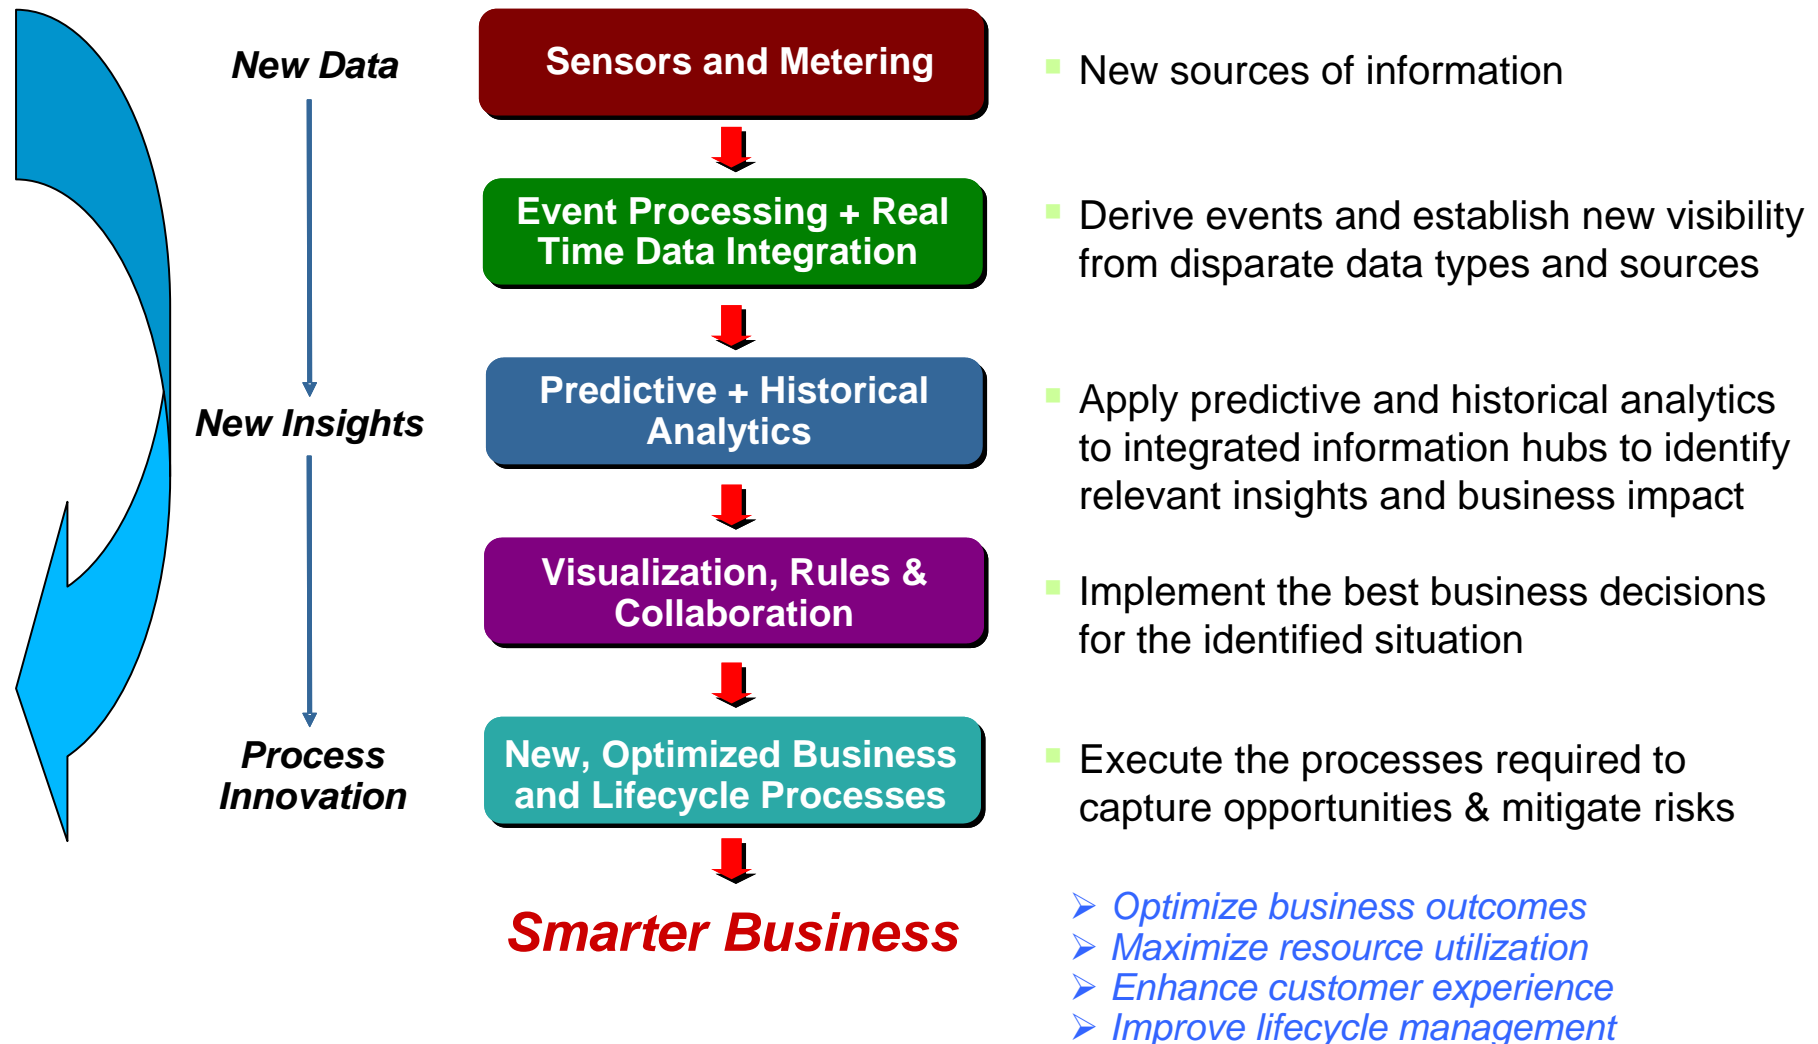 New Data
Sensors and Metering
New sources of information
Event Processing + Real
Time Data Integration
Derive events and establish new visibility
from disparate data types and sources
New Insights
Predictive + Historical
Analytics
Apply predictive and historical analytics
to integrated information hubs to identify
relevant insights and business impact
Visualization, Rules &
Collaboration
Implement the best business decisions
for the identified situation
Process
Innovation
New, Optimized Business
and Lifecycle Processes
Execute the processes required to
capture opportunities & mitigate risks
Smarter Business
Optimize business outcomes
Maximize resource utilization
Enhance customer experience
Improve lifecycle management